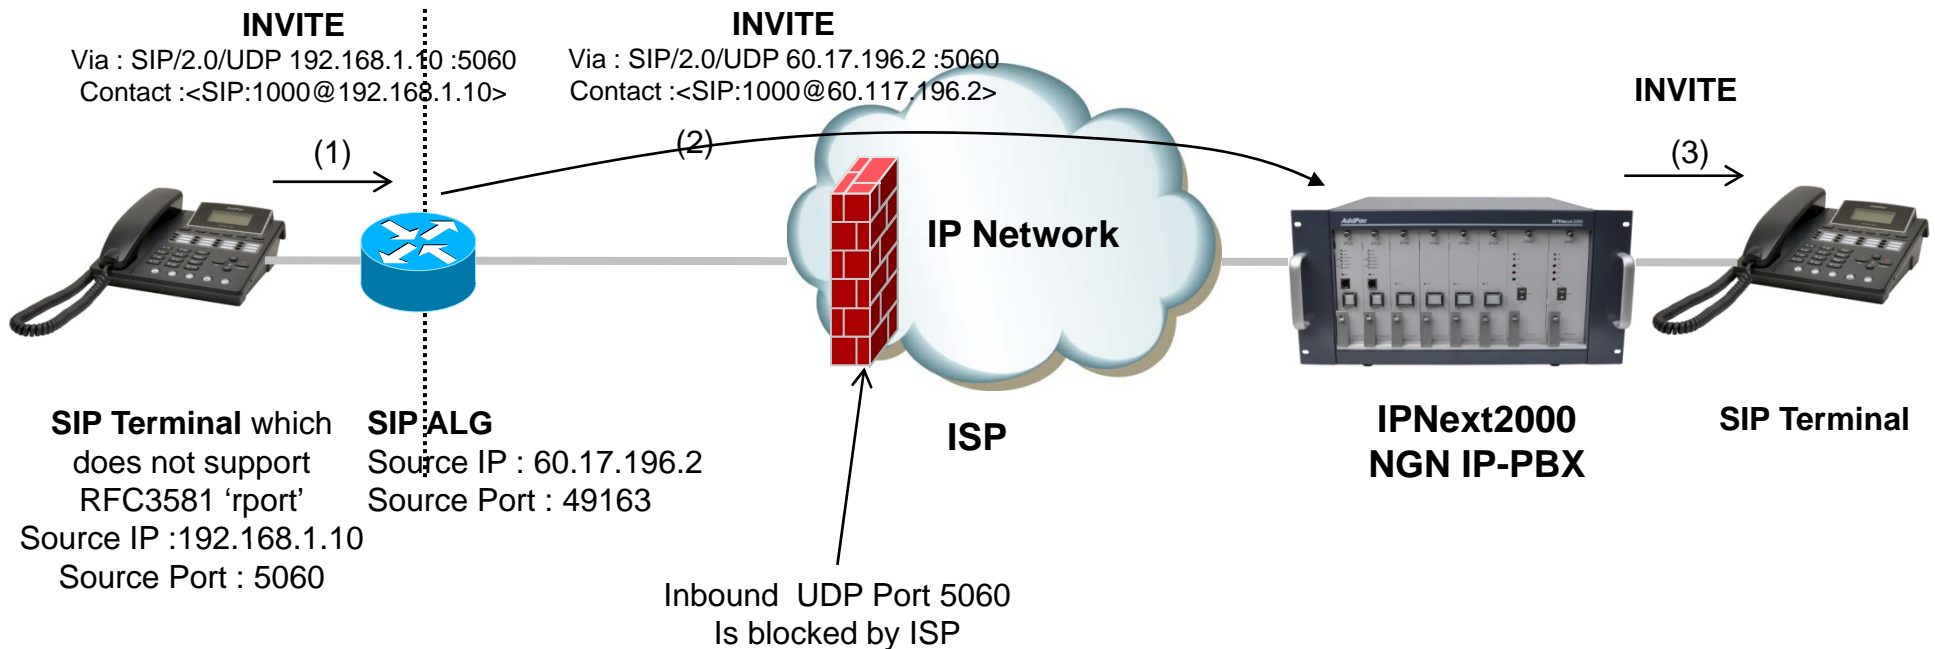 INVITE
Via : SIP/2.0/UDP 192.168.1.10 :5060
Contact :<SIP:1000@192.168.1.10>
INVITE
Via : SIP/2.0/UDP 60.17.196.2 :5060
Contact :<SIP:1000@60.117.196.2>
INVITE
(1)
(2)
(3)
IP Network
AddPac
IPNext2000
SIP Terminal which
does not support
RFC3581 ‘rport’
Source IP :192.168.1.10
Source Port : 5060
SIP ALG
Source IP : 60.17.196.2
Source Port : 49163
ISP
IPNext2000
NGN IP-PBX
SIP Terminal
Inbound UDP Port 5060
Is blocked by ISP